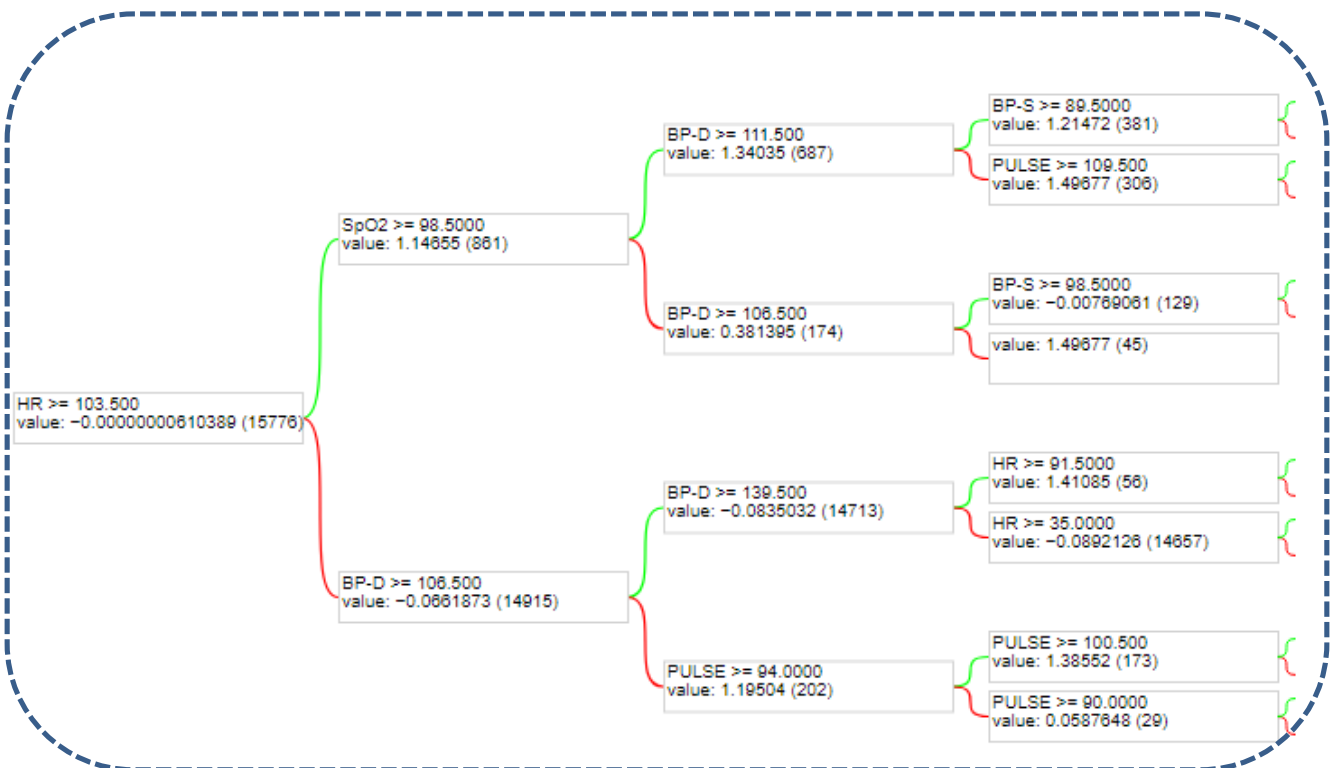 HR >= 103.500
value: −0.00000000610389 (15776)
SpO2 >= 98.5000
value: 1.14655 (861)
BP-D >= 106.500
value: −0.0661873 (14915)
BP-D >= 111.500
value: 1.34035 (687)
BP-D >= 106.500
value: 0.381395 (174)
BP-D >= 139.500
value: −0.0835032 (14713)
PULSE >= 94.0000
value: 1.19504 (202)
BP-S >= 89.5000
value: 1.21472 (381)
PULSE >= 109.500
value: 1.49677 (306)
BP-S >= 98.5000
value: −0.00769061 (129)
value: 1.49677 (45)
HR >= 91.5000
value: 1.41085 (56)
HR >= 35.0000
value: −0.0892126 (14657)
PULSE >= 100.500
value: 1.38552 (173)
PULSE >= 90.0000
value: 0.0587648 (29)